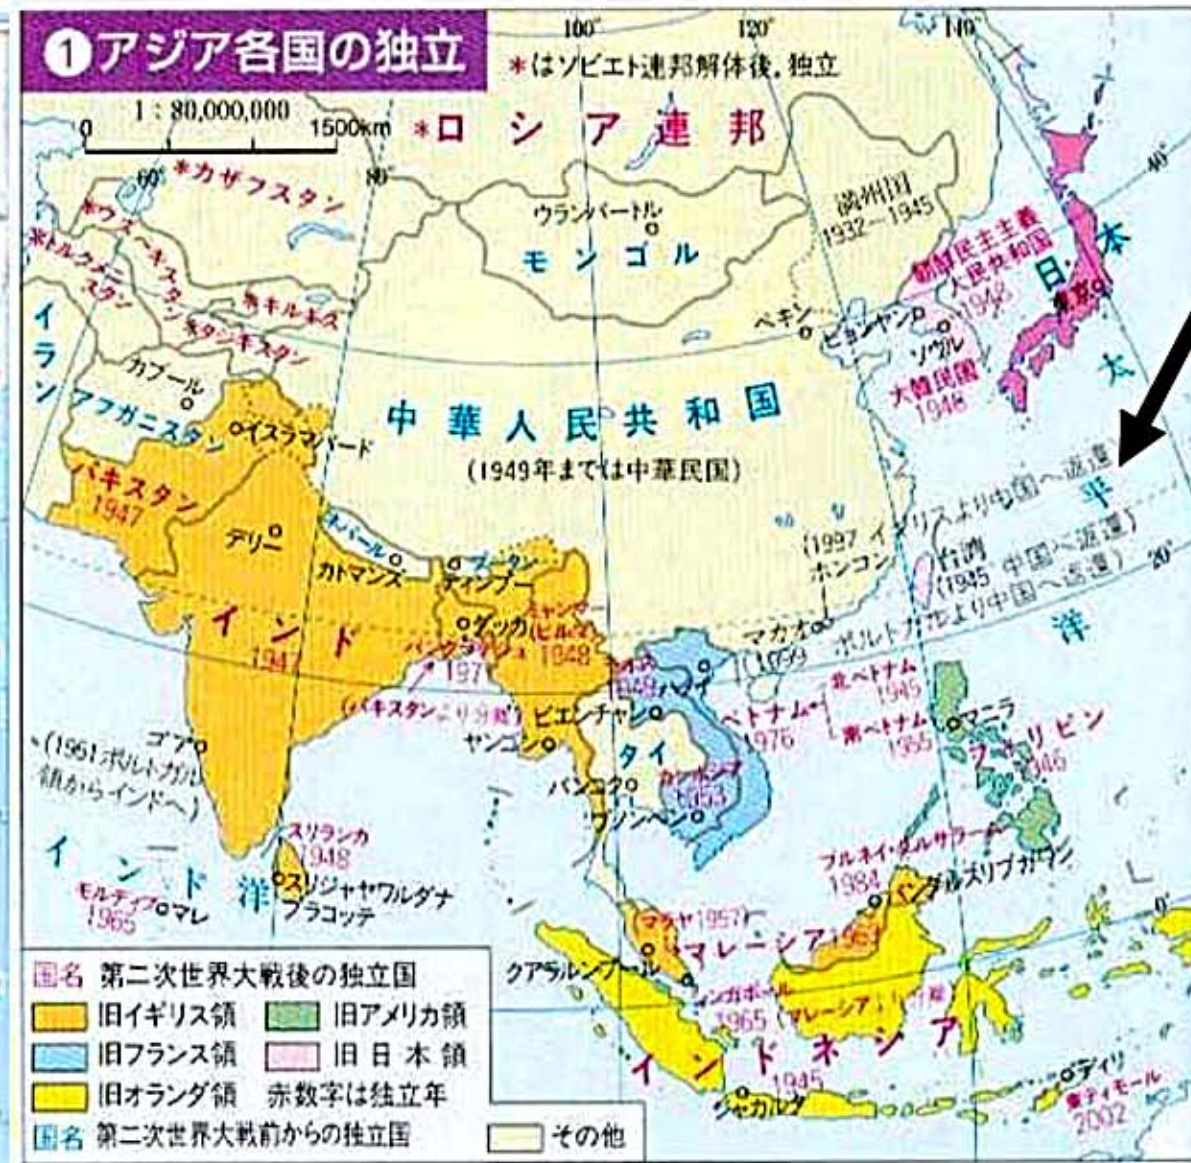 ①アジア各国の独立
*はソビエト連邦解体後,独立
1:80,000,000
0 1500km
60°
80°
100°
120°
140°
40°
20°
0°
*ロシア連邦
*カザフスタン
*ウズベキスタン
*トルクメニスタン
*キルギス
*タジキスタン
ウランバートル
モンゴル
満州国
1932〜1945
朝鮮民主主義
人民共和国
1948
日本
東京
ペキン
ピョンヤン
ソウル
大韓民国
1948
イラン
カブール
アフガニスタン
イスラマバード
パキスタン
1947
中華人民共和国
(1949年までは中華民国)
デリー
ネパール
カトマンズ
ブータン
ティンプー
インド
1947
ダッカ
バングラデシュ
197
(パキスタンより分離)
ミャンマー
(ビルマ)
1948
(1997 イギリスより中国へ返還)
ホンコン
台湾
(1945 中国へ返還)
マカオ
(1999 ポルトガルより中国へ返還)
太平洋
ラオス
1949
ハノイ
ビエンチャン
ヤンゴン
ベトナム
1976
北ベトナム
1945
南ベトナム
1955
マニラ
フィリピン
1946
タイ
バンコク
カンボジア
1953
プノンペン
ゴア
(1961 ポルトガル
領からインドへ)
インド洋
スリランカ
1948
スリジャヤワルダナ
プラコッテ
モルディブ
1965
マレ
ブルネイ・ダルサラーム
1984
バンダルスリブガワン
マラヤ(1957)
マレーシア1963
クアラルンプール
シンガポール
1965 (マレーシアより分離)
インドネシア
1945
ジャカルタ
ディリ
東ティモール
2002
国名 第二次世界大戦後の独立国
旧イギリス領 旧アメリカ領
旧フランス領 旧日本領
旧オランダ領 赤数字は独立年
国名 第二次世界大戦前からの独立国
その他